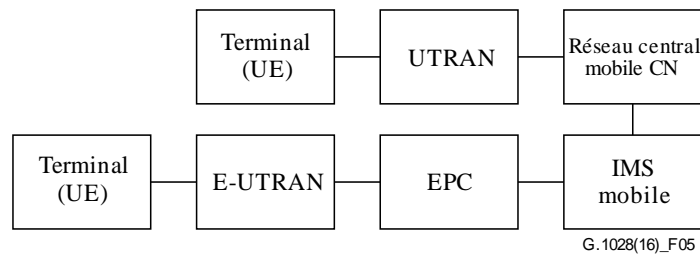 Terminal
(UE)
UTRAN
Réseau central
mobile CN
Terminal
(UE)
E-UTRAN
EPC
IMS
mobile
G.1028(16)_F05